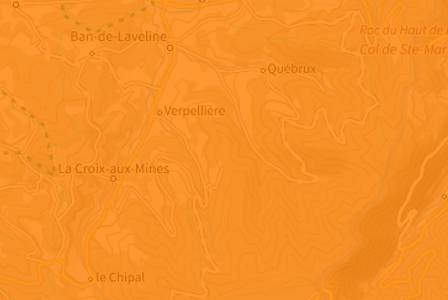 Roc du Haut de
Ban-de-Laveline
Col de Ste-Mar
Québrux
Verpellière
La Croix-aux-Mines
le Chipal